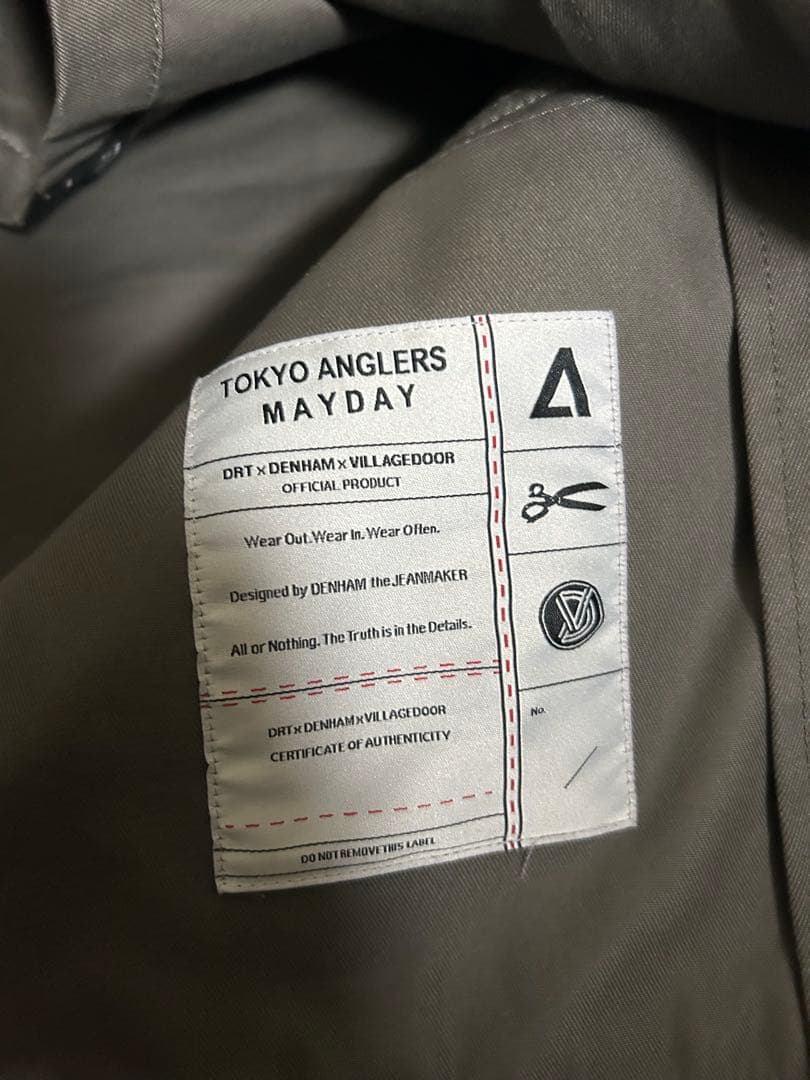 TOKYO ANGLERS
MAYDAY
DRT x DENHAM x VILLAGEDOOR
OFFICIAL PRODUCT
Wear Out.Wear In.Wear Often.
Designed by DENHAM the JEANMAKER
All or Nothing. The Truth is in the Details.
DRT x DENHAM x VILLAGEDOOR
CERTIFICATE OF AUTHENTICITY
DO NOT REMOVE THIS LABEL
No.
/